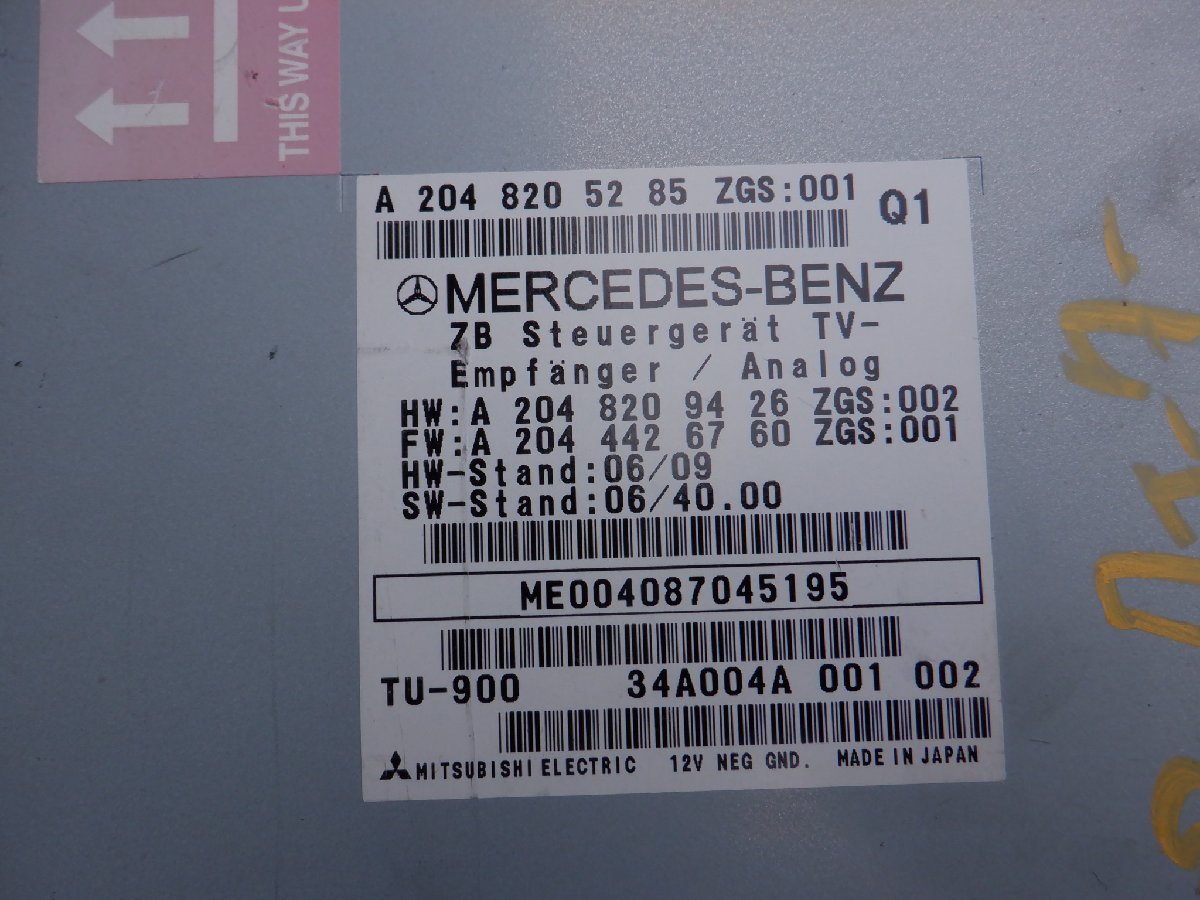 THIS WAY U
A 204 820 52 85 ZGS:001
Q1
MERCEDES-BENZ
ZB Steuergerät TV-
Empfänger / Analog
HW:A 204 820 94 26 ZGS:002
FW:A 204 442 67 60 ZGS:001
HW-Stand:06/09
SW-Stand:06/40.00
ME004087045195
TU-900 34A004A 001 002
MITSUBISHI ELECTRIC 12V NEG GND. MADE IN JAPAN